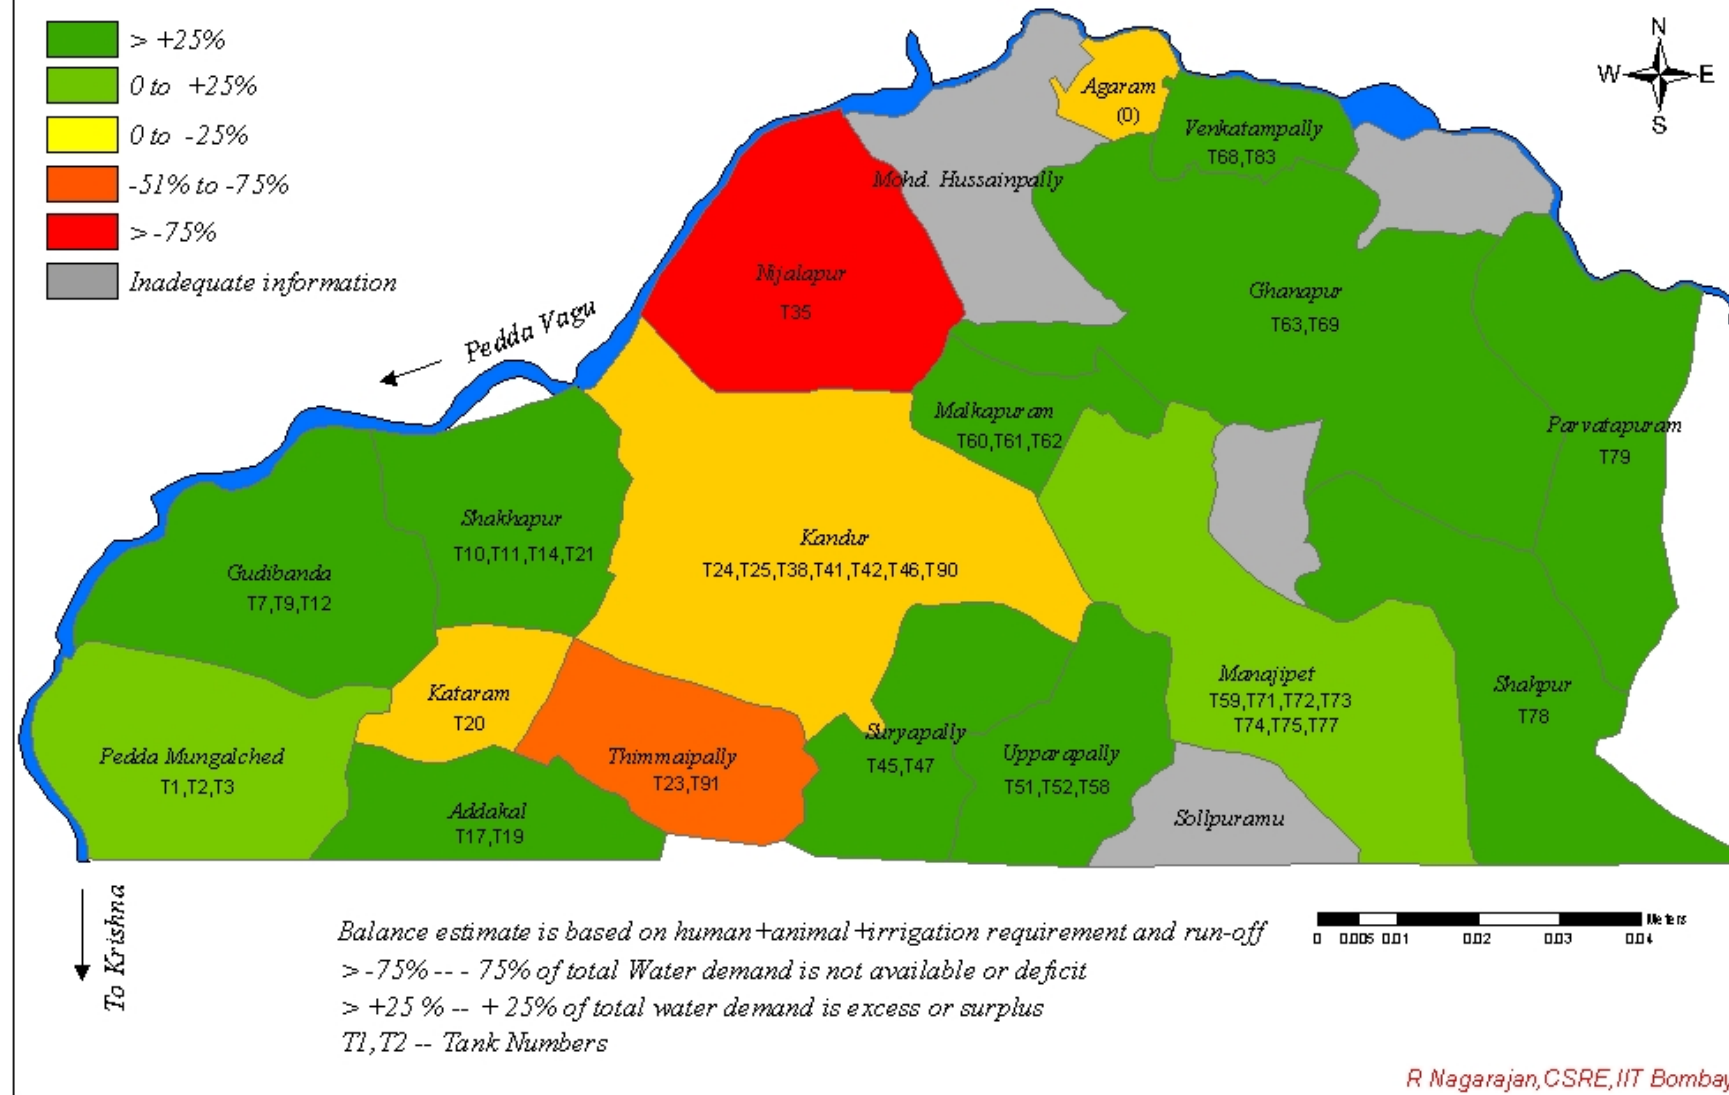 > +25%
0 to +25%
0 to -25%
-51% to -75%
> -75%
Inadequate information
N
W E
S
Agaram
(0)
Venkatampally
T68,T83
Mohd. Hussainpally
Nijalapur
T35
Ghanapur
T63,T69
Pedda Vagu
Malkapuram
T60,T61,T62
Parvatapuram
T79
Shakhapur
T10,T11,T14,T21
Kandur
T24,T25,T38,T41,T42,T46,T90
Gudibanda
T7,T9,T12
Manajipet
T59,T71,T72,T73
T74,T75,T77
Shahpur
T78
Kataram
T20
Pedda Mungalched
T1,T2,T3
Thimmaipally
T23,T91
Suryapally
T45,T47
Upparapally
T51,T52,T58
Addakal
T17,T19
Sollpuramu
To Krishna
Meters
0 0.005 0.01 0.02 0.03 0.04
Balance estimate is based on human+animal+irrigation requirement and run-off
> -75% -- - 75% of total Water demand is not available or deficit
> +25 % -- + 25% of total water demand is excess or surplus
T1,T2 -- Tank Numbers
R Nagarajan,CSRE,IIT Bombay